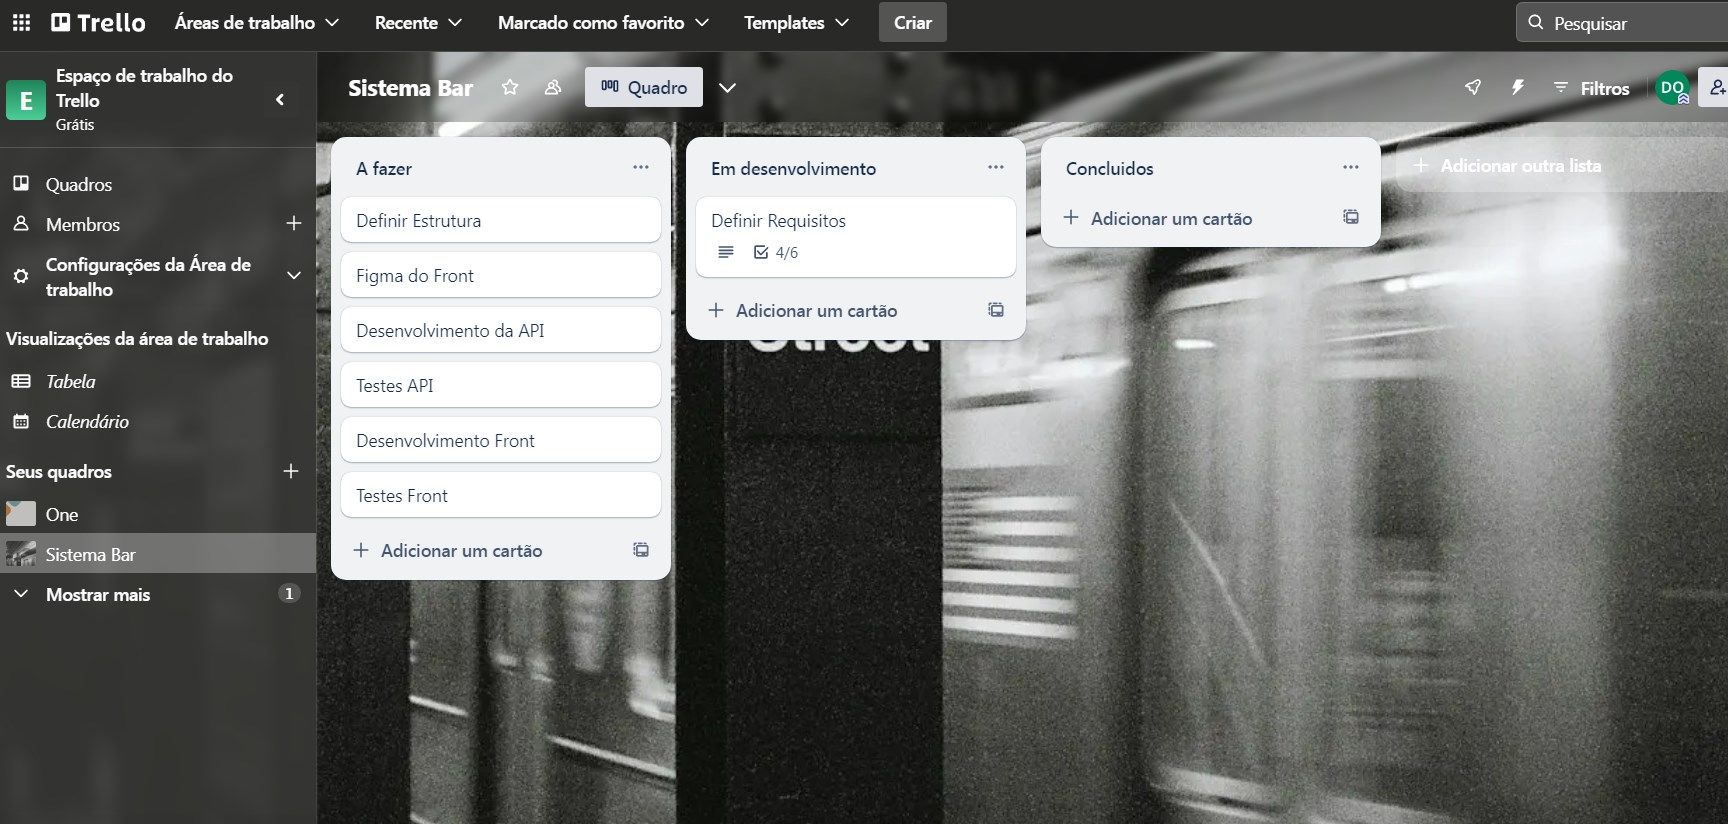 Trello
Áreas de trabalho
Recente
Marcado como favorito
Templates
Criar
Pesquisar
E
Espaço de trabalho do
Trello
Grátis
Sistema Bar
Quadro
Filtros
DO
Quadros
Membros
Configurações da Área de
trabalho
Visualizações da área de trabalho
Tabela
Calendário
Seus quadros
One
Sistema Bar
Mostrar mais
1
A fazer
Definir Estrutura
Figma do Front
Desenvolvimento da API
Testes API
Desenvolvimento Front
Testes Front
Adicionar um cartão
Em desenvolvimento
Definir Requisitos
4/6
Adicionar um cartão
Concluidos
Adicionar um cartão
Adicionar outra lista